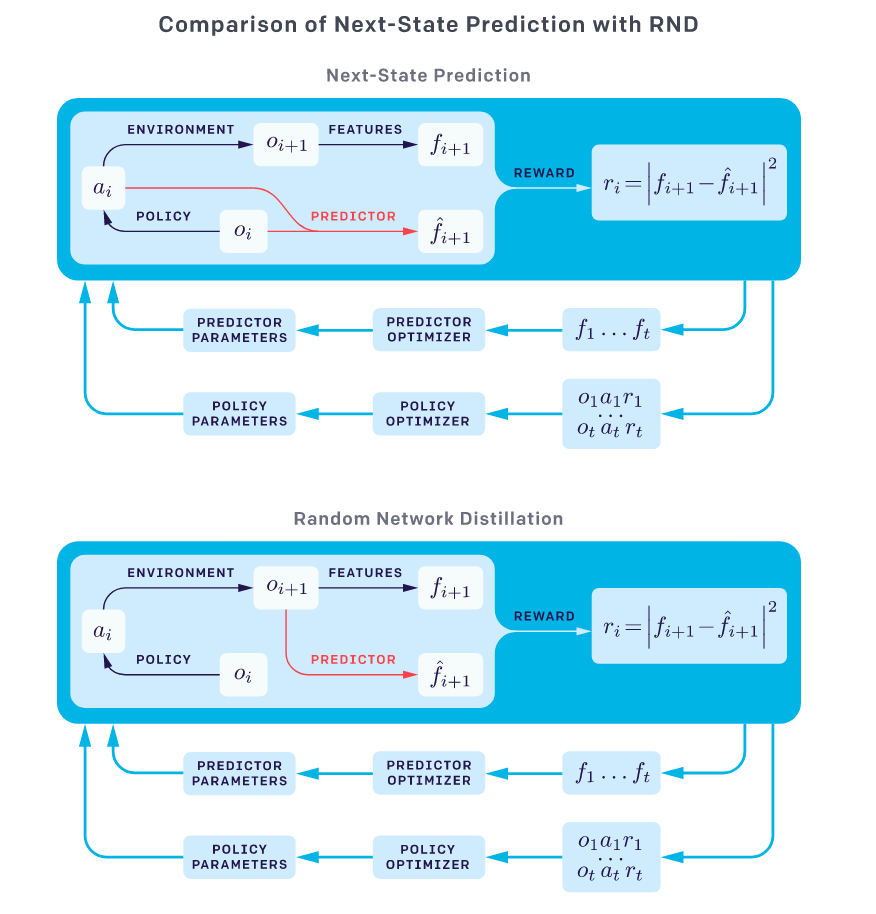 Comparison of Next-State Prediction with RND
Next-State Prediction
ENVIRONMENT
o_{i+1}
FEATURES
f_{i+1}
REWARD
r_i = |f_{i+1} − \hat{f}_{i+1}|^2
a_i
POLICY
o_i
PREDICTOR
\hat{f}_{i+1}
PREDICTOR
PARAMETERS
PREDICTOR
OPTIMIZER
f_1 ... f_t
POLICY
PARAMETERS
POLICY
OPTIMIZER
o_1 a_1 r_1
...
o_t a_t r_t
Random Network Distillation
ENVIRONMENT
o_{i+1}
FEATURES
f_{i+1}
REWARD
r_i = |f_{i+1} − \hat{f}_{i+1}|^2
a_i
POLICY
o_i
PREDICTOR
\hat{f}_{i+1}
PREDICTOR
PARAMETERS
PREDICTOR
OPTIMIZER
f_1 ... f_t
POLICY
PARAMETERS
POLICY
OPTIMIZER
o_1 a_1 r_1
...
o_t a_t r_t